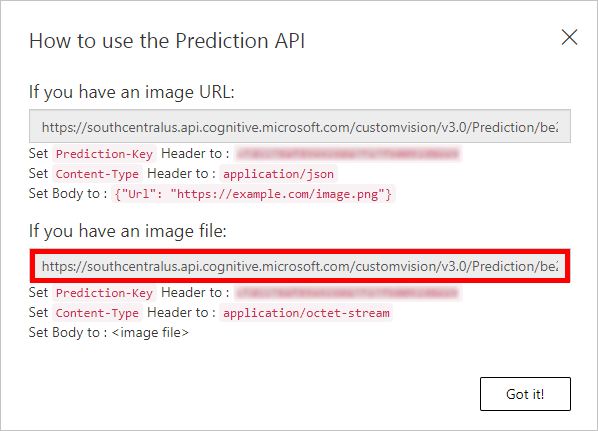 How to use the Prediction API
If you have an image URL:
https://southcentralus.api.cognitive.microsoft.com/customvision/v3.0/Prediction/be
Set Prediction-Key Header to :
Set Content-Type Header to : application/json
Set Body to : {"Url": "https://example.com/image.png"}
If you have an image file:
https://southcentralus.api.cognitive.microsoft.com/customvision/v3.0/Prediction/be
Set Prediction-Key Header to :
Set Content-Type Header to : application/octet-stream
Set Body to : <image file>
Got it!